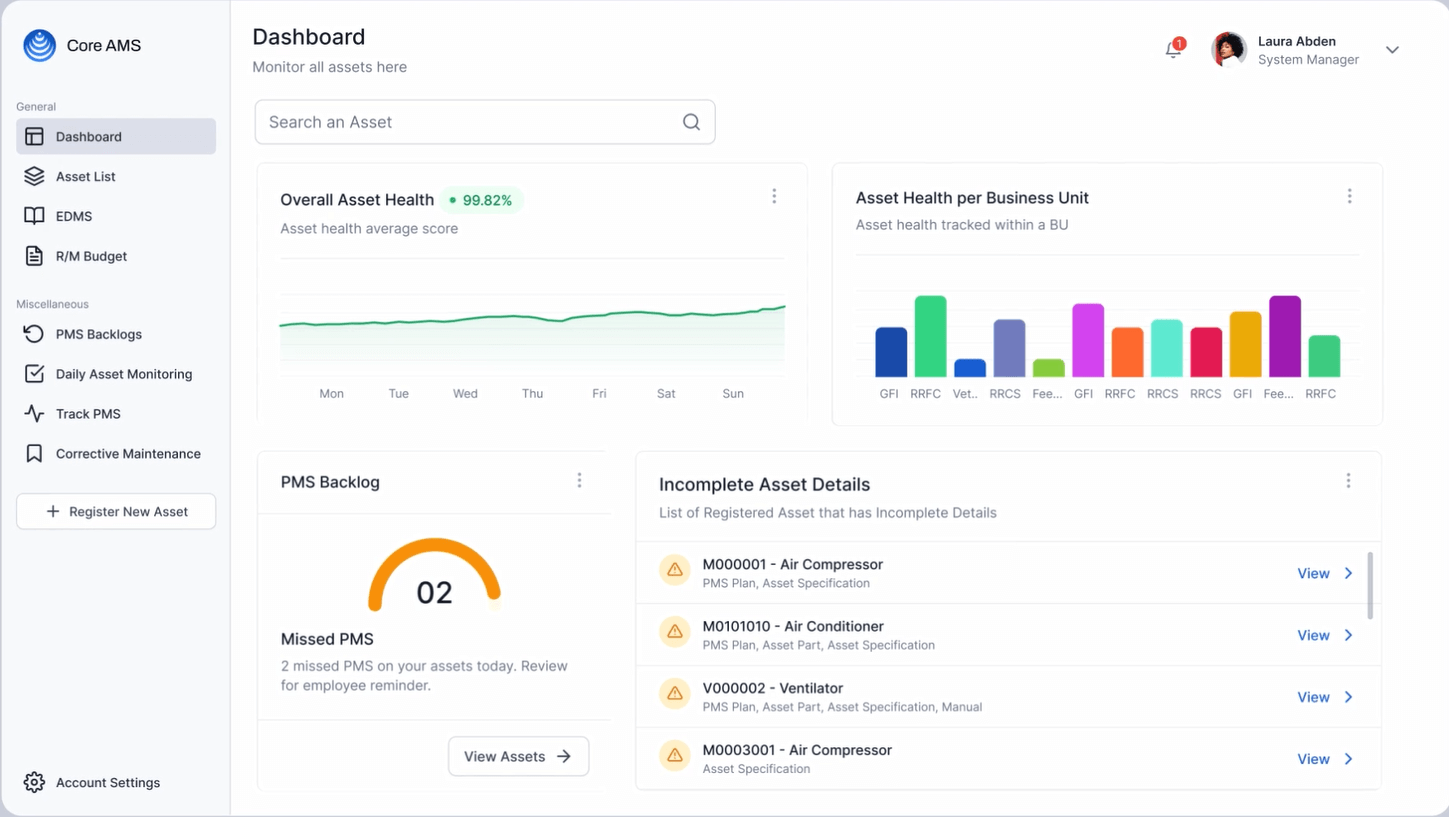 Core AMS
General
Dashboard
Asset List
EDMS
R/M Budget
Miscellaneous
PMS Backlogs
Daily Asset Monitoring
Track PMS
Corrective Maintenance
Register New Asset
Account Settings
Dashboard
Monitor all assets here
1
Laura Abden
System Manager
Search an Asset
Overall Asset Health 99.82%
Asset health average score
Mon Tue Wed Thu Fri Sat Sun
Asset Health per Business Unit
Asset health tracked within a BU
GFI RRFC Vet.. RRCS Fee... GFI RRFC RRCS RRCS GFI Fee... RRFC
PMS Backlog
02
Missed PMS
2 missed PMS on your assets today. Review
for employee reminder.
View Assets
Incomplete Asset Details
List of Registered Asset that has Incomplete Details
M000001 - Air Compressor
PMS Plan, Asset Specification
View
M0101010 - Air Conditioner
PMS Plan, Asset Part, Asset Specification
View
V000002 - Ventilator
PMS Plan, Asset Part, Asset Specification, Manual
View
M0003001 - Air Compressor
Asset Specification
View